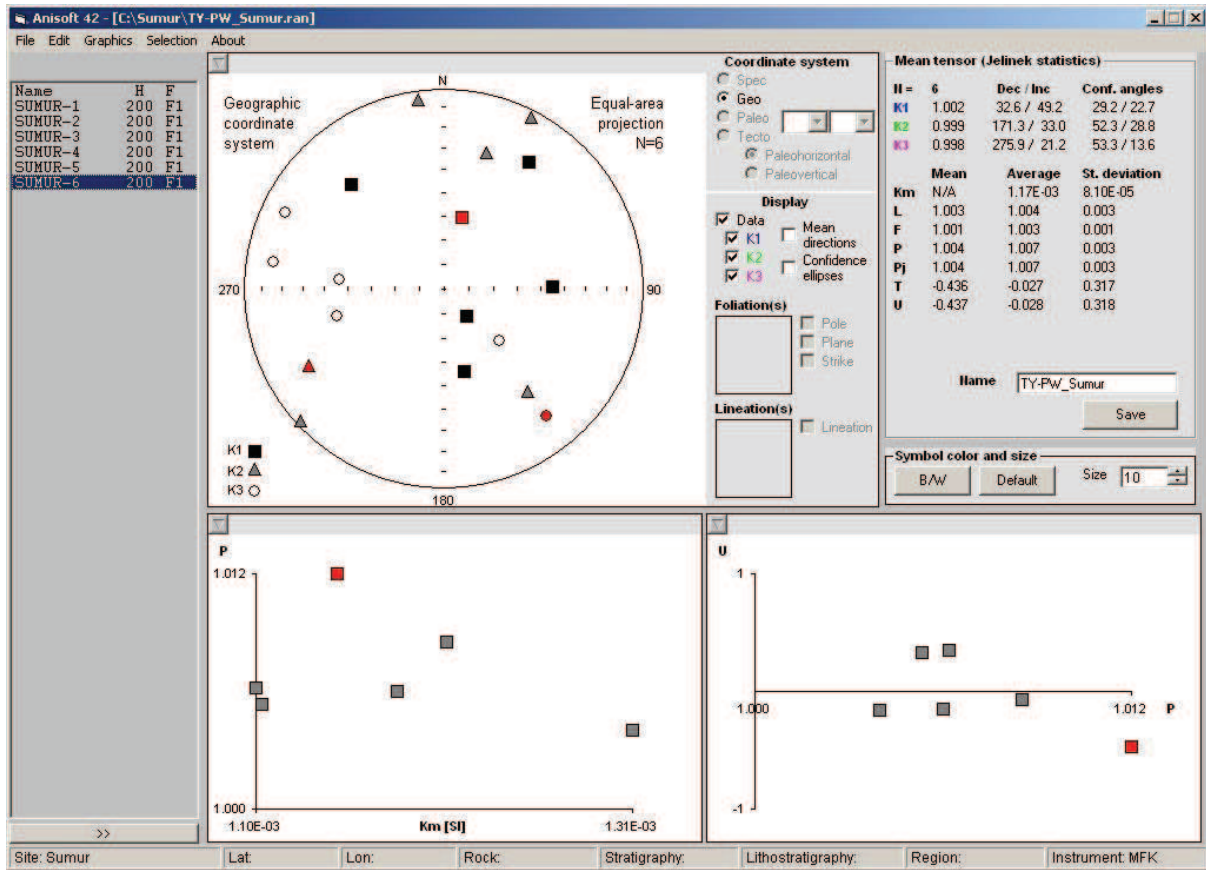 Anisoft 42 - [C:\Sumur\TY-PW_Sumur.ran]
File Edit Graphics Selection About
Name H F
SUMUR-1 200 F1
SUMUR-2 200 F1
SUMUR-3 200 F1
SUMUR-4 200 F1
SUMUR-5 200 F1
SUMUR-6 200 F1
>>
Geographic
coordinate
system
N
Equal-area
projection
N=6
270
90
180
K1
K2
K3
Coordinate system
Spec
Geo
Paleo
Tecto
Paleohorizontal
Paleovertical
Display
Data
K1
K2
K3
Mean
directions
Confidence
ellipses
Foliation(s)
Pole
Plane
Strike
Lineation(s)
Lineation
Mean tensor (Jelinek statistics)
N = 6 Dec / Inc Conf. angles
K1 1.002 32.6 / 49.2 29.2 / 22.7
K2 0.999 171.3 / 33.0 52.3 / 28.8
K3 0.998 275.9 / 21.2 53.3 / 13.6
Mean Average St. deviation
Km N/A 1.17E-03 8.10E-05
L 1.003 1.004 0.003
F 1.001 1.003 0.001
P 1.004 1.007 0.003
Pj 1.004 1.007 0.003
T -0.436 -0.027 0.317
U -0.437 -0.028 0.318
Name TY-PW_Sumur
Save
Symbol color and size
B/W Default Size 10
P
1.012
1.000
1.10E-03 Km [SI] 1.31E-03
U
1
1.000 1.012 P
-1
Site: Sumur Lat: Lon: Rock: Stratigraphy: Lithostratigraphy: Region: Instrument: MFK